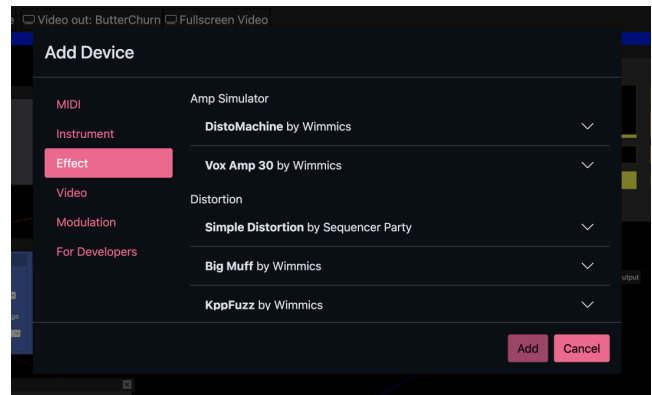 Video out: ButterChurn Fullscreen Video
Add Device
MIDI
Instrument
Effect
Video
Modulation
For Developers
Amp Simulator
DistoMachine by Wimmics
Vox Amp 30 by Wimmics
Distortion
Simple Distortion by Sequencer Party
Big Muff by Wimmics
KppFuzz by Wimmics
Add Cancel